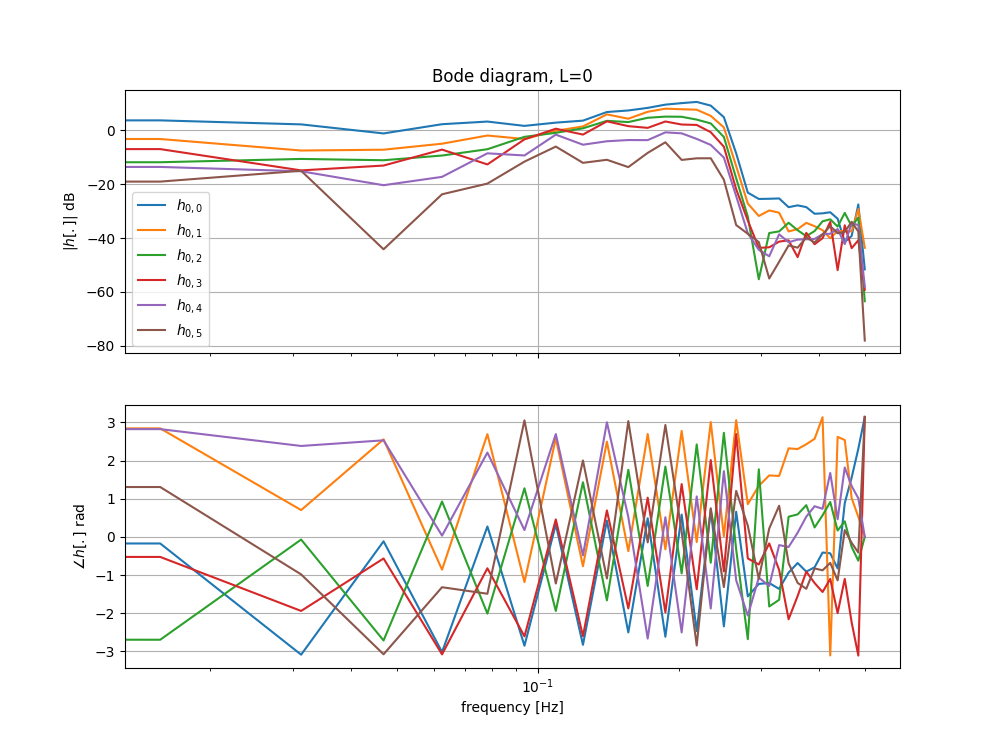 Bode diagram, L=0
|h[.]| dB
0
−20
−40
−60
−80
h0,0
h0,1
h0,2
h0,3
h0,4
h0,5
∠h[.] rad
3
2
1
0
−1
−2
−3
10−1
frequency [Hz]